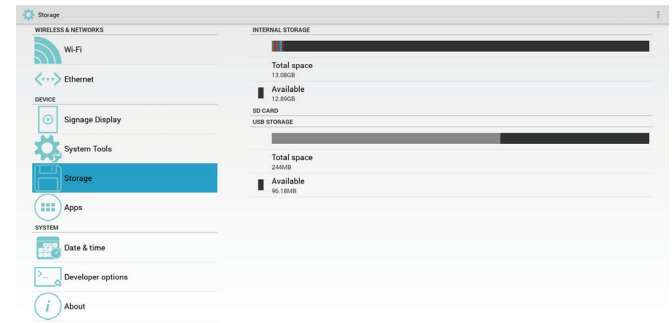 Storage
WIRELESS & NETWORKS
Wi-Fi
Ethernet
DEVICE
Signage Display
System Tools
Storage
Apps
SYSTEM
Date & time
Developer options
About
INTERNAL STORAGE
Total space
13.08GB
Available
12.89GB
SD CARD
USB STORAGE
Total space
244MB
Available
96.18MB